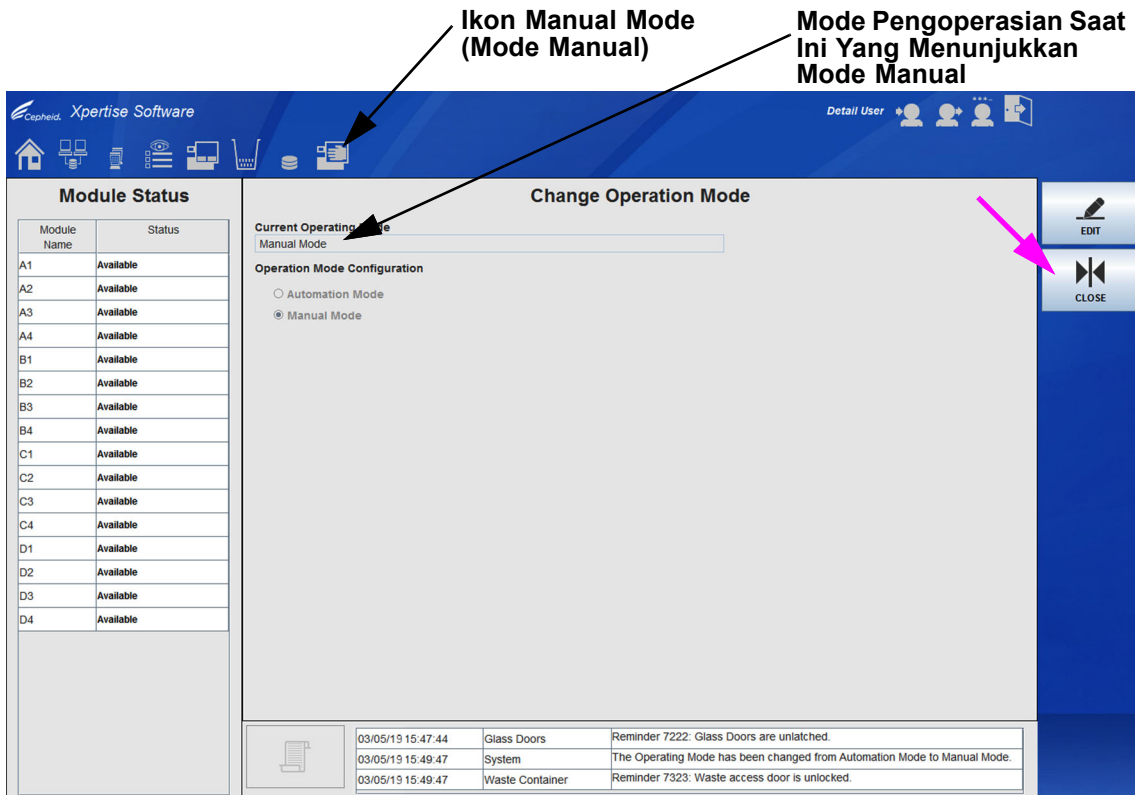 Ikon Manual Mode
(Mode Manual)
Mode Pengoperasian Saat
Ini Yang Menunjukkan
Mode Manual
Cepheid. Xpertise Software
Detail User
Module Status
Module Name Status
A1 Available
A2 Available
A3 Available
A4 Available
B1 Available
B2 Available
B3 Available
B4 Available
C1 Available
C2 Available
C3 Available
C4 Available
D1 Available
D2 Available
D3 Available
D4 Available
Change Operation Mode
Current Operating
Manual Mode
Operation Mode Configuration
Automation Mode
Manual Mode
EDIT
CLOSE
03/05/19 15:47:44 Glass Doors Reminder 7222: Glass Doors are unlatched.
03/05/19 15:49:47 System The Operating Mode has been changed from Automation Mode to Manual Mode.
03/05/19 15:49:47 Waste Container Reminder 7323: Waste access door is unlocked.